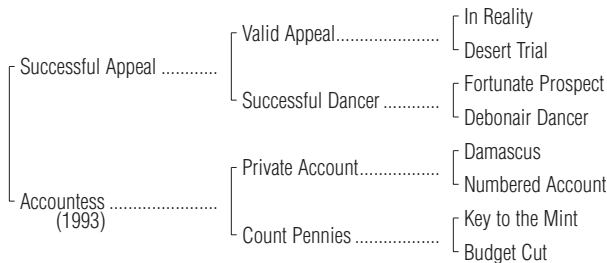 In Reality
Valid Appeal....................
Desert Trial
Successful Appeal ............
Fortunate Prospect
Successful Dancer ............
Debonair Dancer
Damascus
Private Account.................
Numbered Account
Accountess .......................
(1993)
Key to the Mint
Count Pennies ..................
Budget Cut